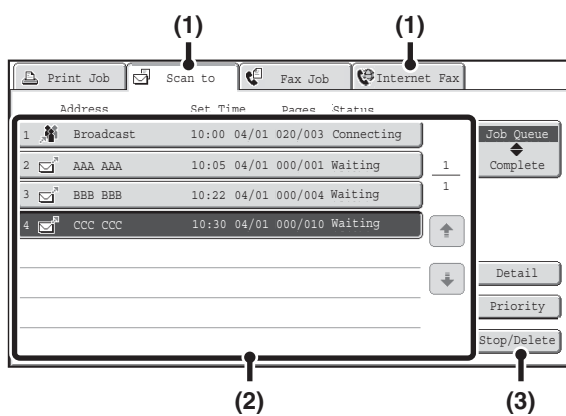 (1) (1)
Print Job Scan to Fax Job Internet Fax
Address Set Time Pages Status
1 Broadcast 10:00 04/01 020/003 Connecting
2 AAA AAA 10:05 04/01 000/001 Waiting
3 BBB BBB 10:22 04/01 000/004 Waiting
4 CCC CCC 10:30 04/01 000/010 Waiting
1
1
Job Queue
Complete
Detail
Priority
Stop/Delete
(2) (3)